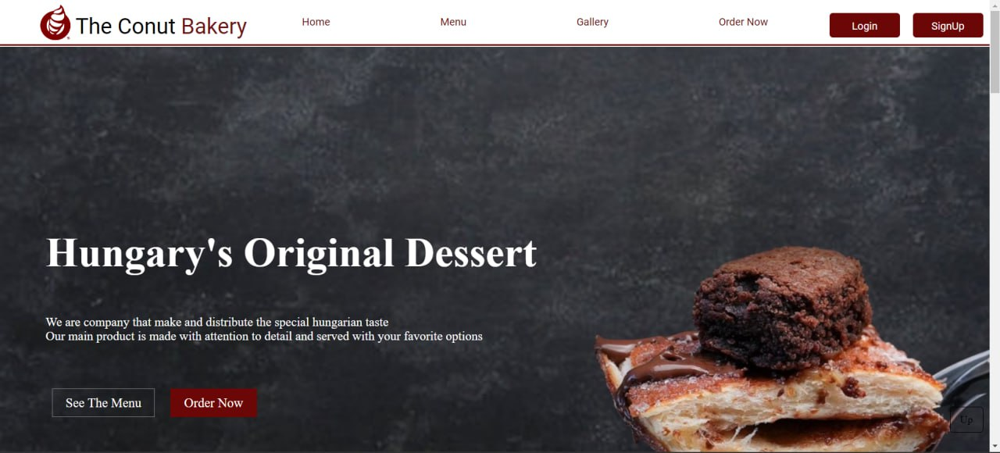 The Conut Bakery
Home
Menu
Gallery
Order Now
Login
SignUp
Hungary's Original Dessert
We are company that make and distribute the special hungarian taste
Our main product is made with attention to detail and served with your favorite options
See The Menu
Order Now
Up